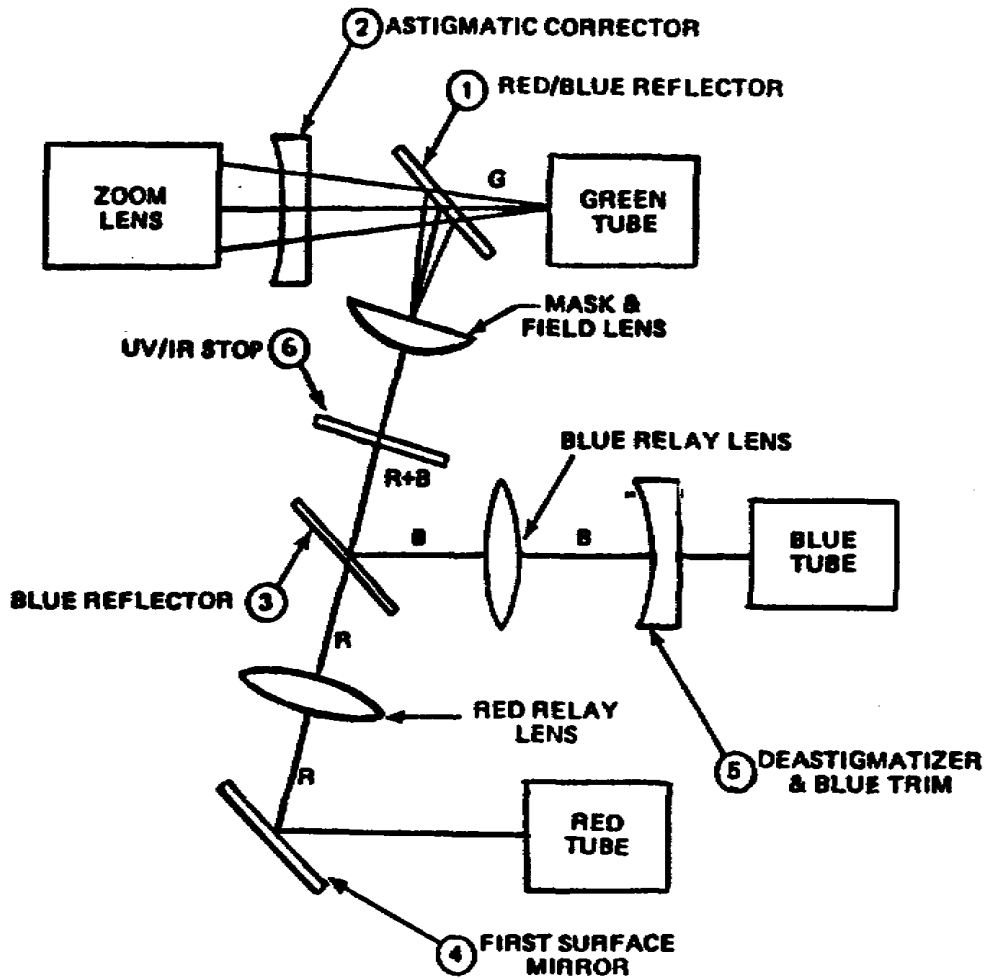 2 ASTIGMATIC CORRECTOR
1 RED/BLUE REFLECTOR
ZOOM
LENS
G
GREEN
TUBE
MASK &
FIELD LENS
UV/IR STOP 6
R+B
BLUE RELAY LENS
B
B
BLUE
TUBE
BLUE REFLECTOR 3
R
RED RELAY
LENS
5 DEASTIGMATIZER
& BLUE TRIM
R
RED
TUBE
4 FIRST SURFACE
MIRROR